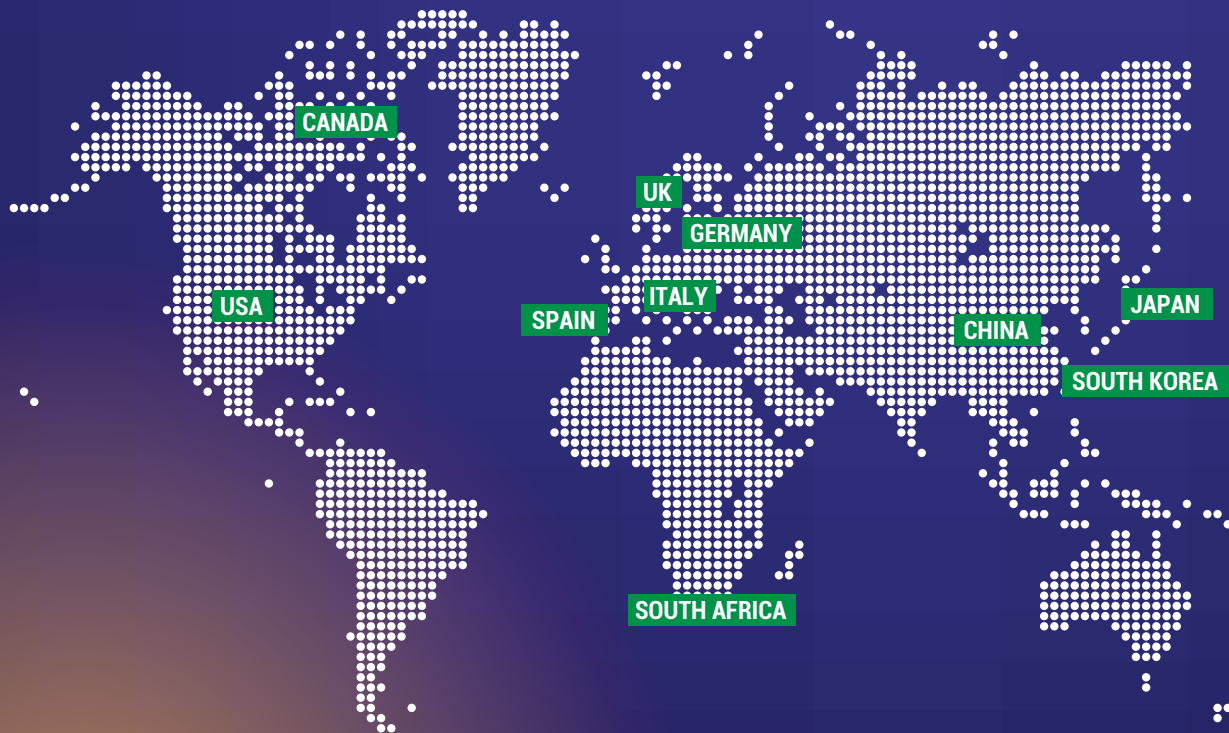 CANADA
UK
GERMANY
ITALY
USA
SPAIN
JAPAN
CHINA
SOUTH KOREA
SOUTH AFRICA